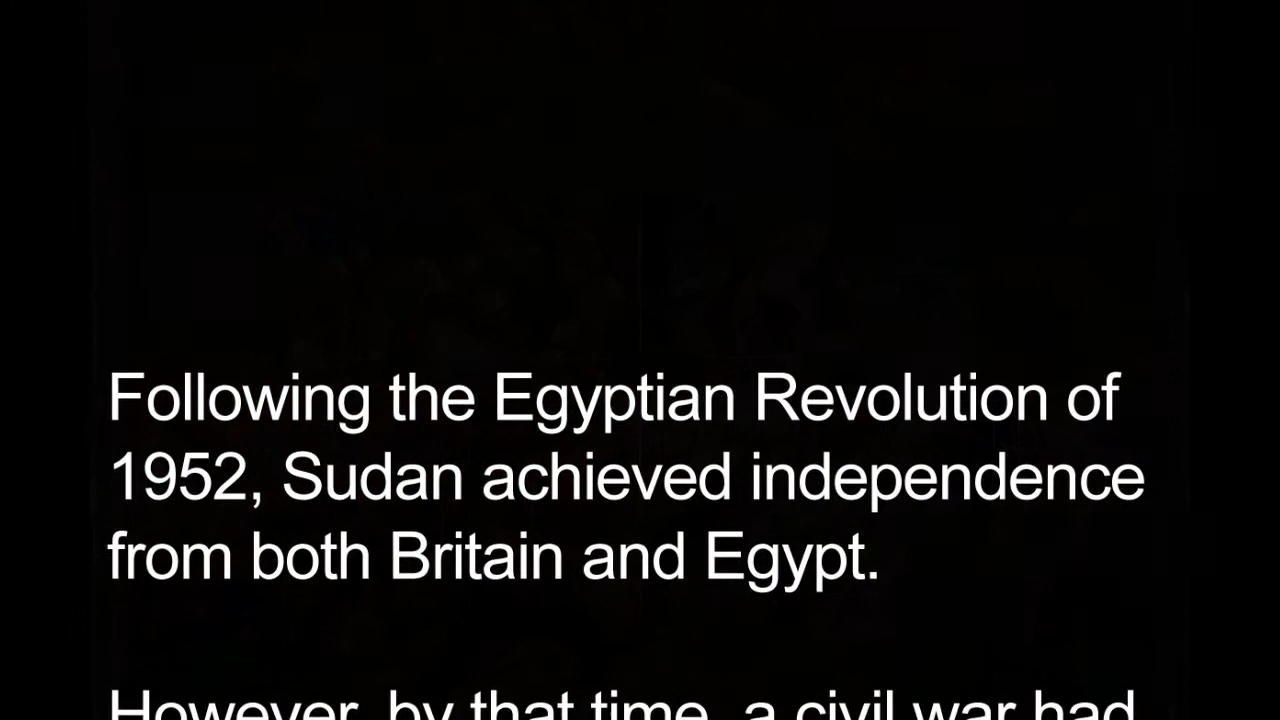 Following the Egyptian Revolution of
1952, Sudan achieved independence
from both Britain and Egypt.
However, by that time, a civil war had